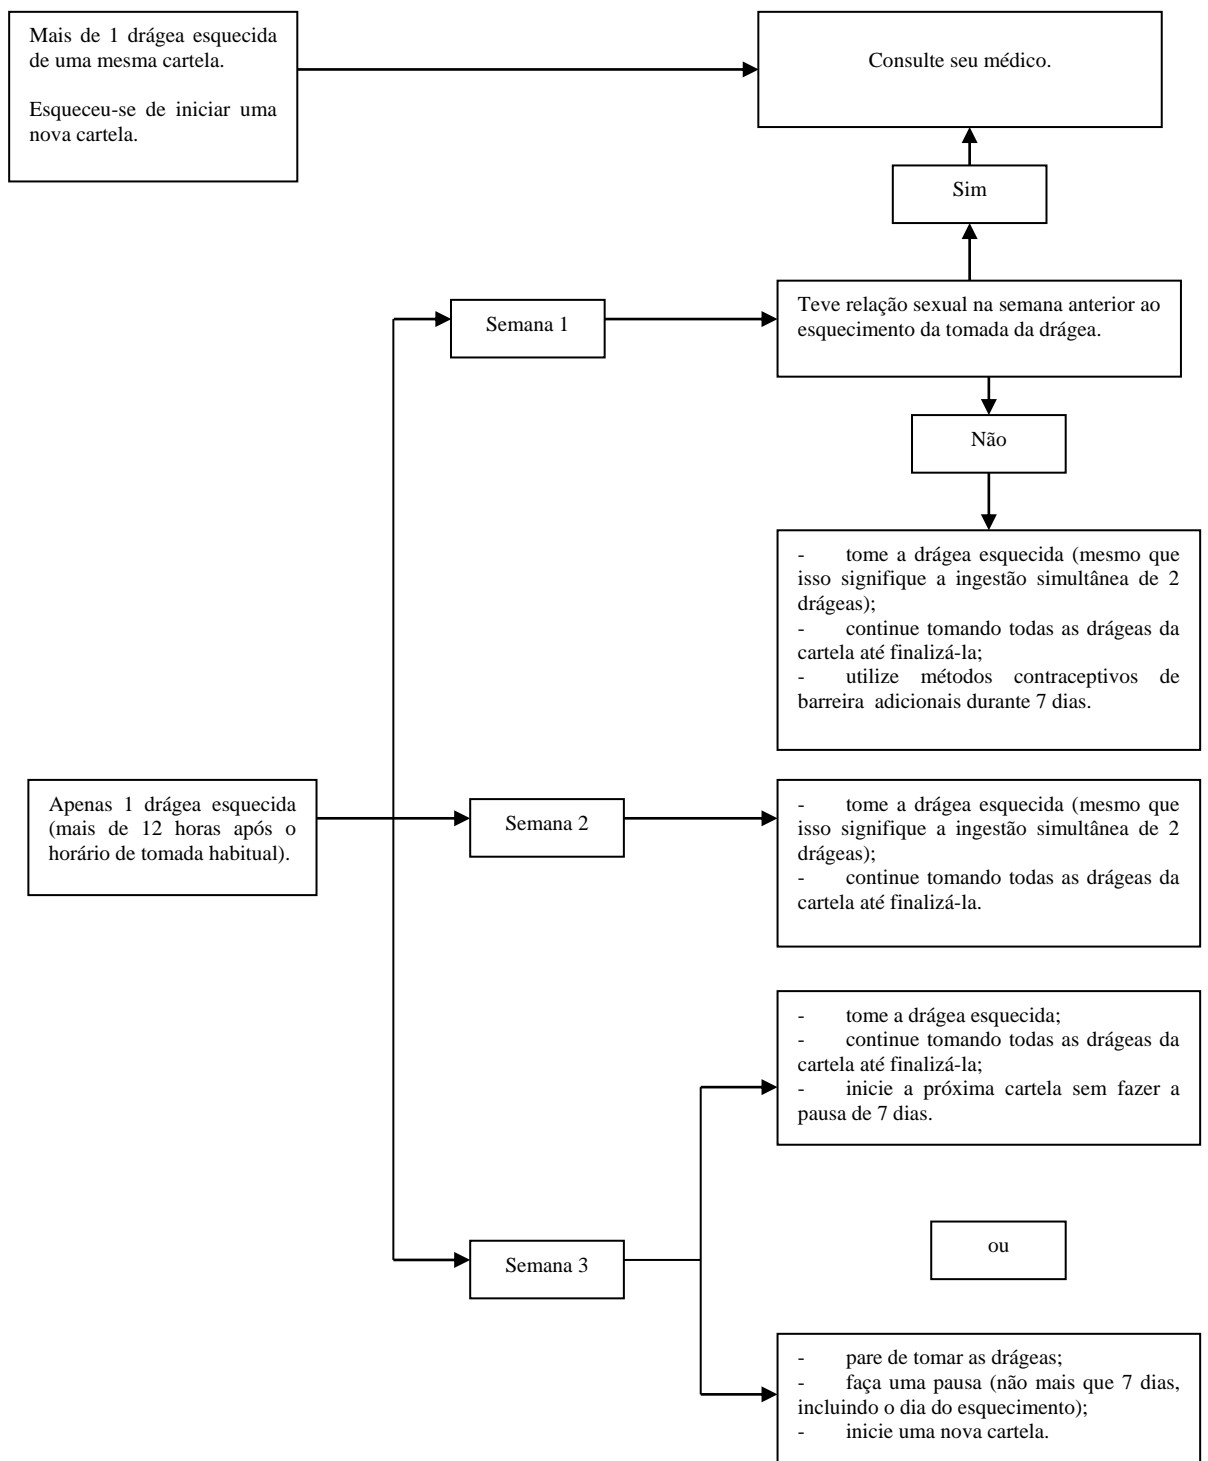 Mais de 1 drágea esquecida
de uma mesma cartela.
Esqueceu-se de iniciar uma
nova cartela.
Consulte seu médico.
Sim
Semana 1
Teve relação sexual na semana anterior ao
esquecimento da tomada da drágea.
Não
- tome a drágea esquecida (mesmo que
isso signifique a ingestão simultânea de 2
drágeas);
- continue tomando todas as drágeas da
cartela até finalizá-la;
- utilize métodos contraceptivos de
barreira adicionais durante 7 dias.
Apenas 1 drágea esquecida
(mais de 12 horas após o
horário de tomada habitual).
Semana 2
- tome a drágea esquecida (mesmo que
isso signifique a ingestão simultânea de 2
drágeas);
- continue tomando todas as drágeas da
cartela até finalizá-la.
Semana 3
- tome a drágea esquecida;
- continue tomando todas as drágeas da
cartela até finalizá-la;
- inicie a próxima cartela sem fazer a
pausa de 7 dias.
ou
- pare de tomar as drágeas;
- faça uma pausa (não mais que 7 dias,
incluindo o dia do esquecimento);
- inicie uma nova cartela.